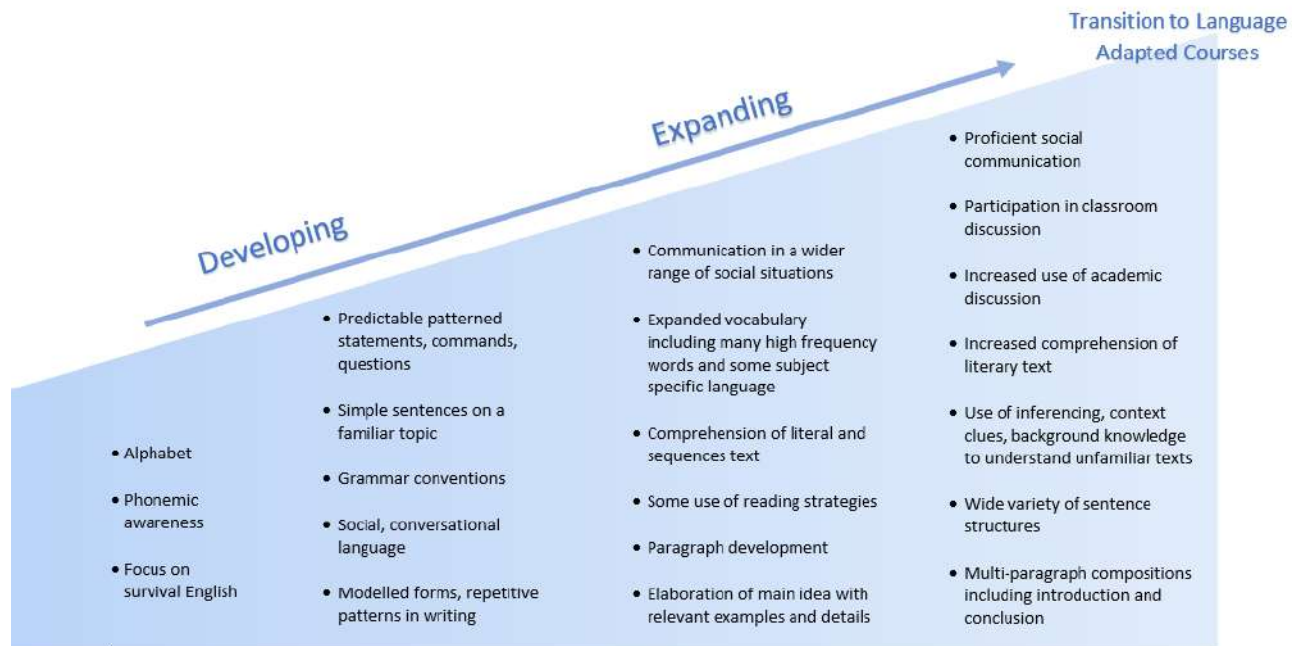 Transition to Language
Adapted Courses
Expanding
Developing
• Alphabet
• Phonemic
awareness
• Focus on
survival English
• Predictable patterned
statements, commands,
questions
• Simple sentences on a
familiar topic
• Grammar conventions
• Social, conversational
language
• Modelled forms, repetitive
patterns in writing
• Communication in a wider
range of social situations
• Expanded vocabulary
including many high frequency
words and some subject
specific language
• Comprehension of literal and
sequences text
• Some use of reading strategies
• Paragraph development
• Elaboration of main idea with
relevant examples and details
• Proficient social
communication
• Participation in classroom
discussion
• Increased use of academic
discussion
• Increased comprehension of
literary text
• Use of inferencing, context
clues, background knowledge
to understand unfamiliar texts
• Wide variety of sentence
structures
• Multi-paragraph compositions
including introduction and
conclusion